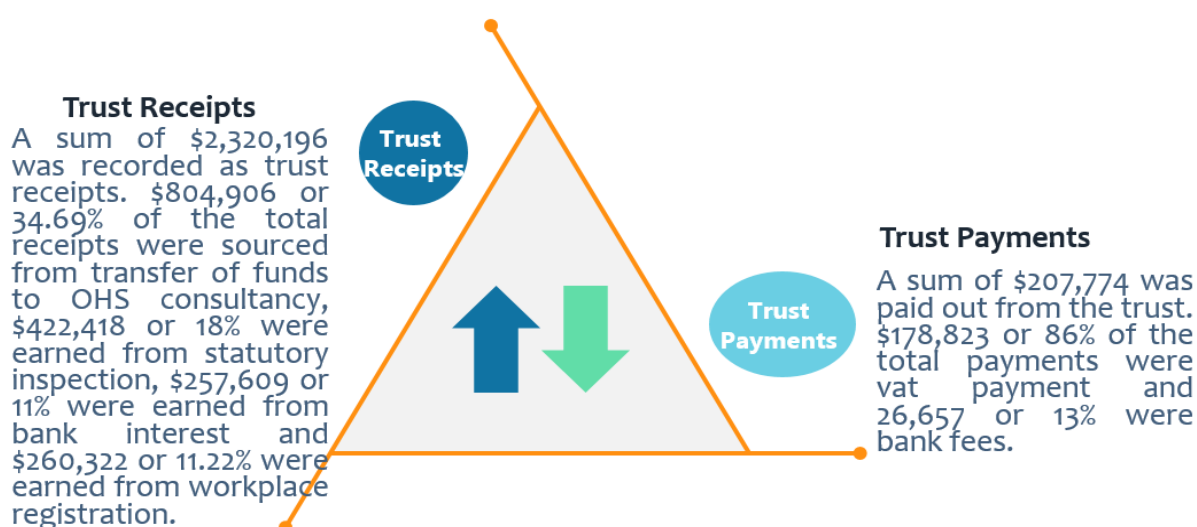 Trust Receipts
A sum of $2,320,196
was recorded as trust
receipts. $804,906 or
34.69% of the total
receipts were sourced
from transfer of funds
to OHS consultancy,
$422,418 or 18% were
earned from statutory
inspection, $257,609 or
11% were earned from
bank interest and
$260,322 or 11.22% were
earned from workplace
registration.
Trust
Receipts
Trust
Payments
Trust Payments
A sum of $207,774 was
paid out from the trust.
$178,823 or 86% of the
total payments were
vat payment and
26,657 or 13% were
bank fees.